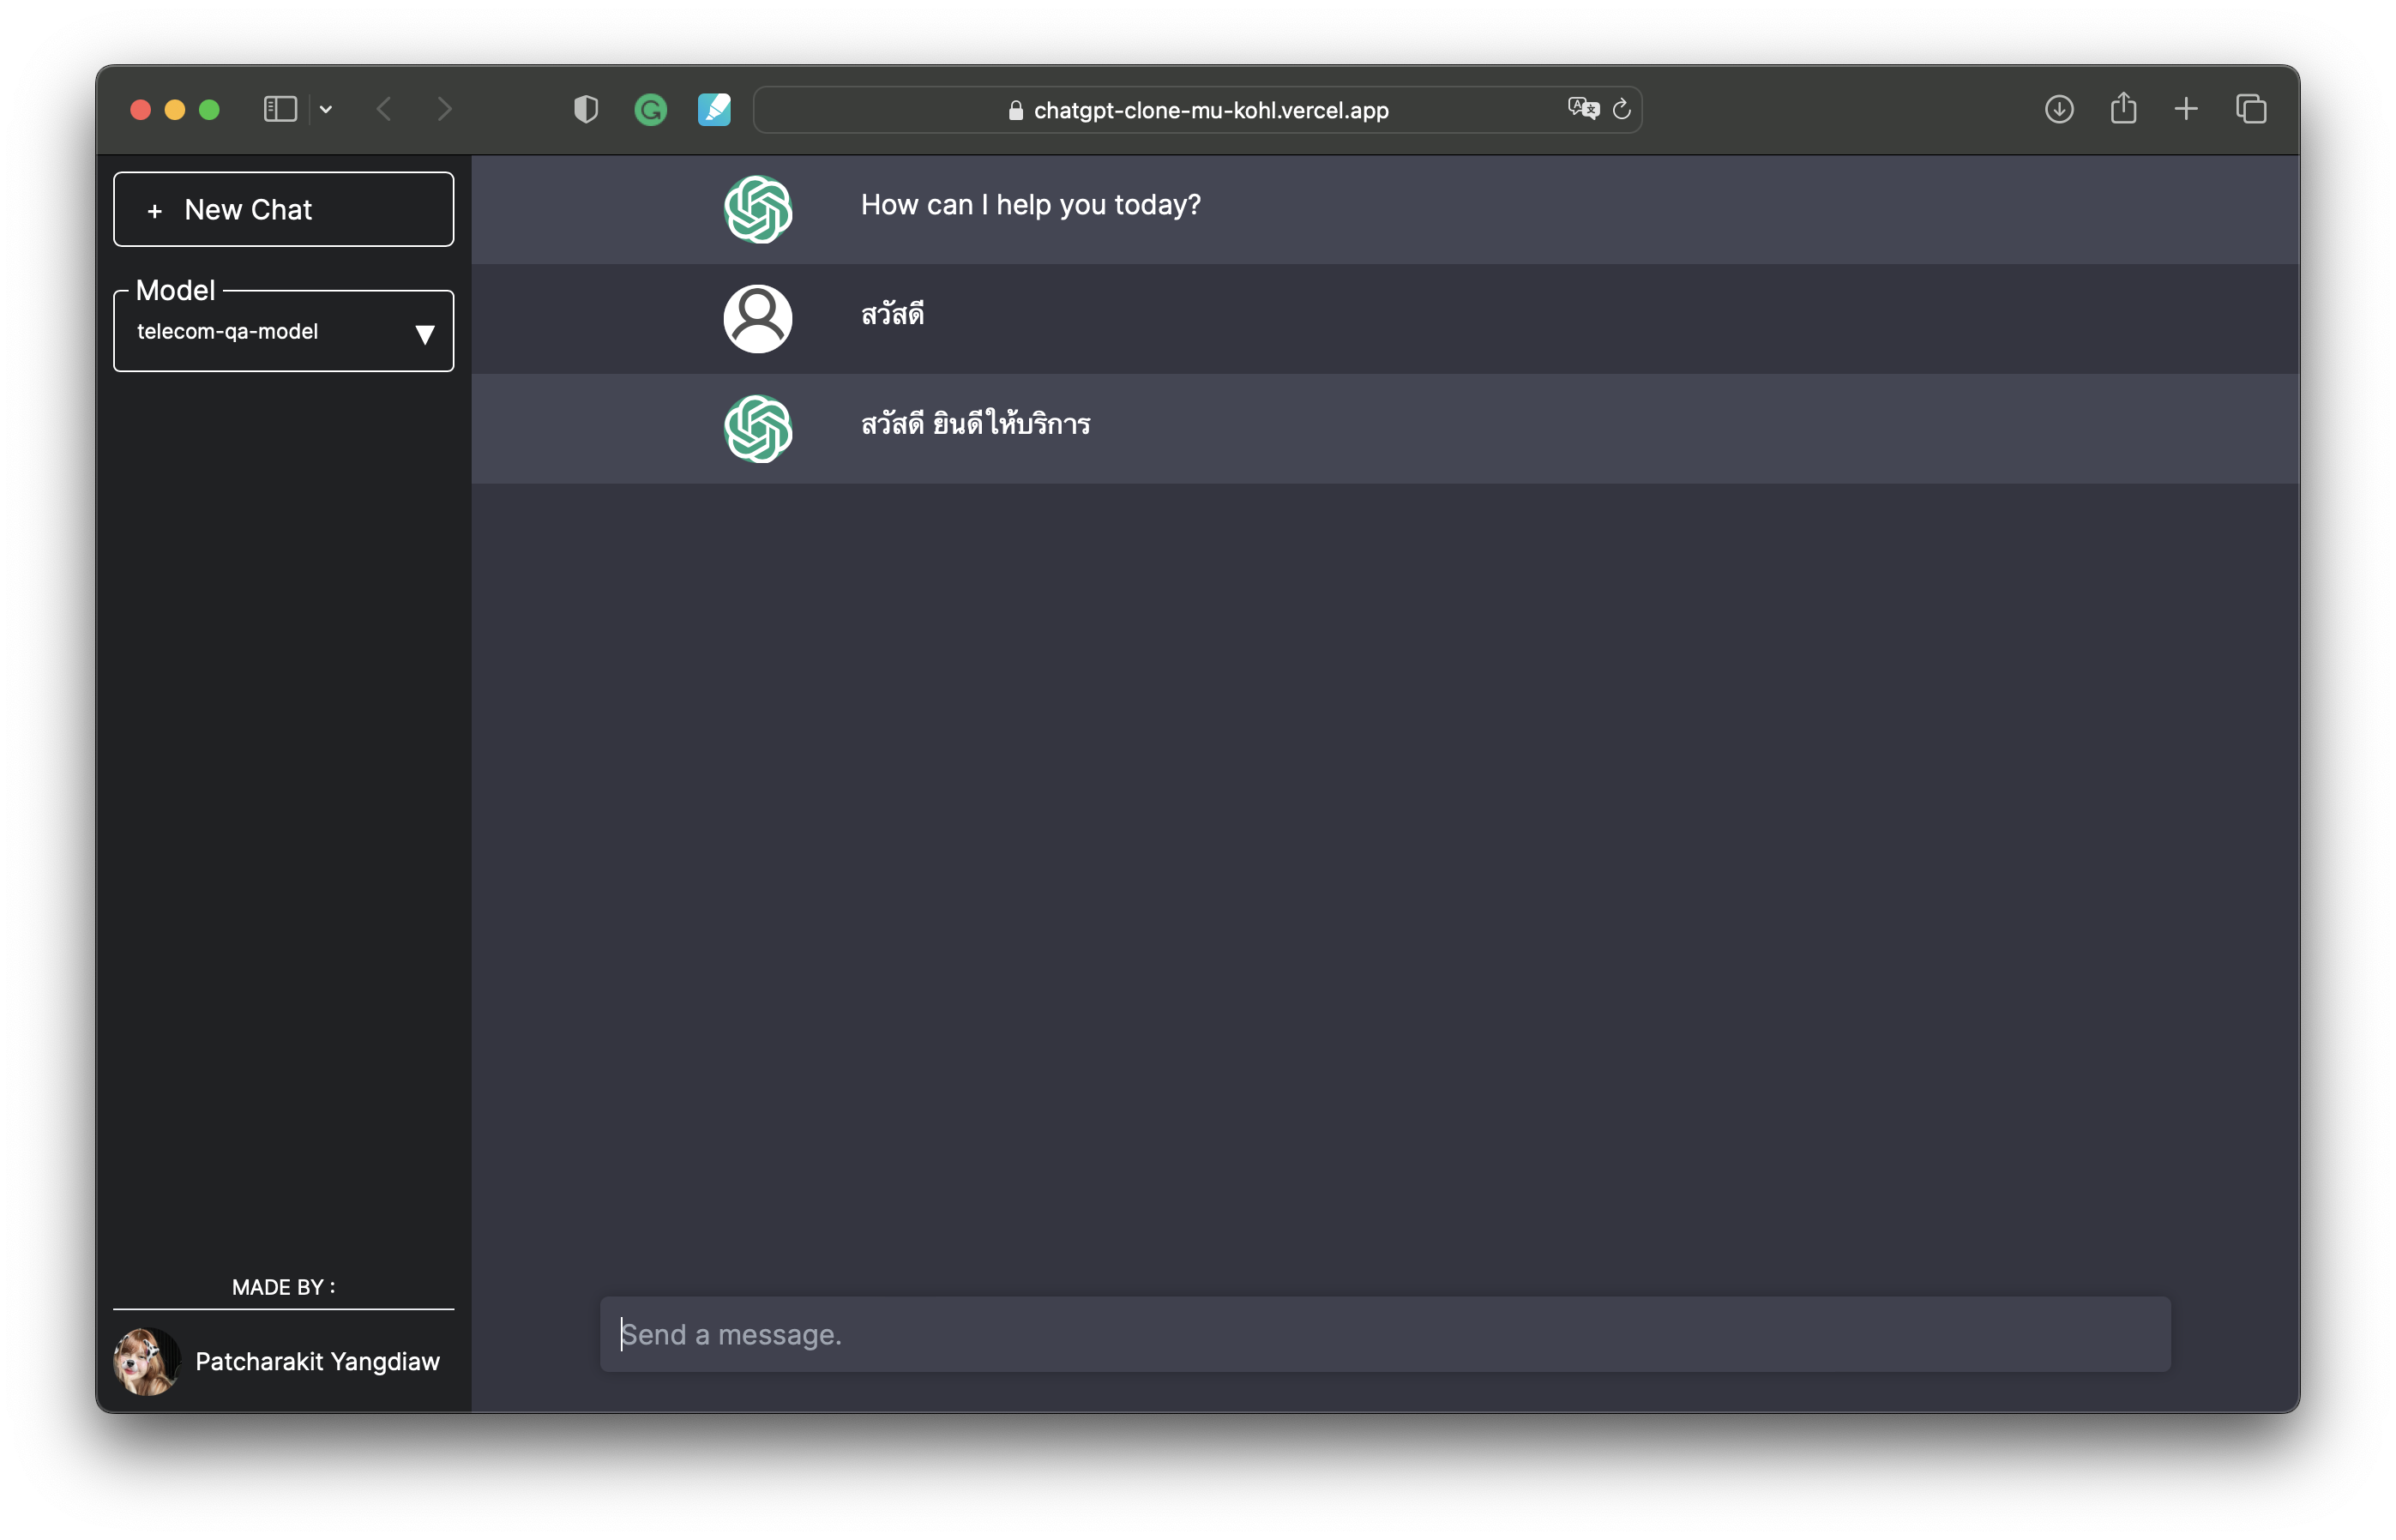 chatgpt-clone-mu-kohl.vercel.app
+ New Chat
Model
telecom-qa-model
How can I help you today?
สวัสดี
สวัสดี ยินดีให้บริการ
Send a message.
MADE BY :
Patcharakit Yangdiaw